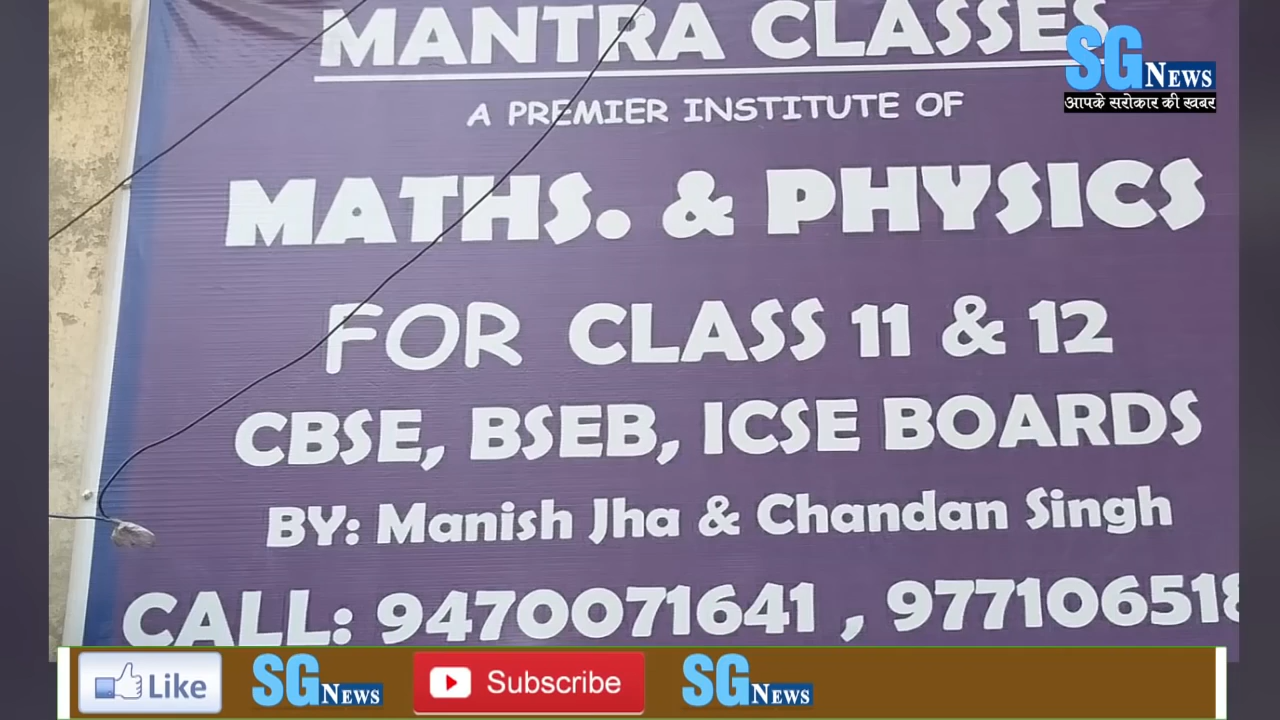 MANTRA CLASSES
SG NEWS
आपके सरोकार की खबर
A PREMIER INSTITUTE OF
MATHS. & PHYSICS
FOR CLASS 11 & 12
CBSE, BSEB, ICSE BOARDS
BY: Manish Jha & Chandan Singh
CALL: 9470071641 , 977106518
Like SG NEWS Subscribe SG NEWS